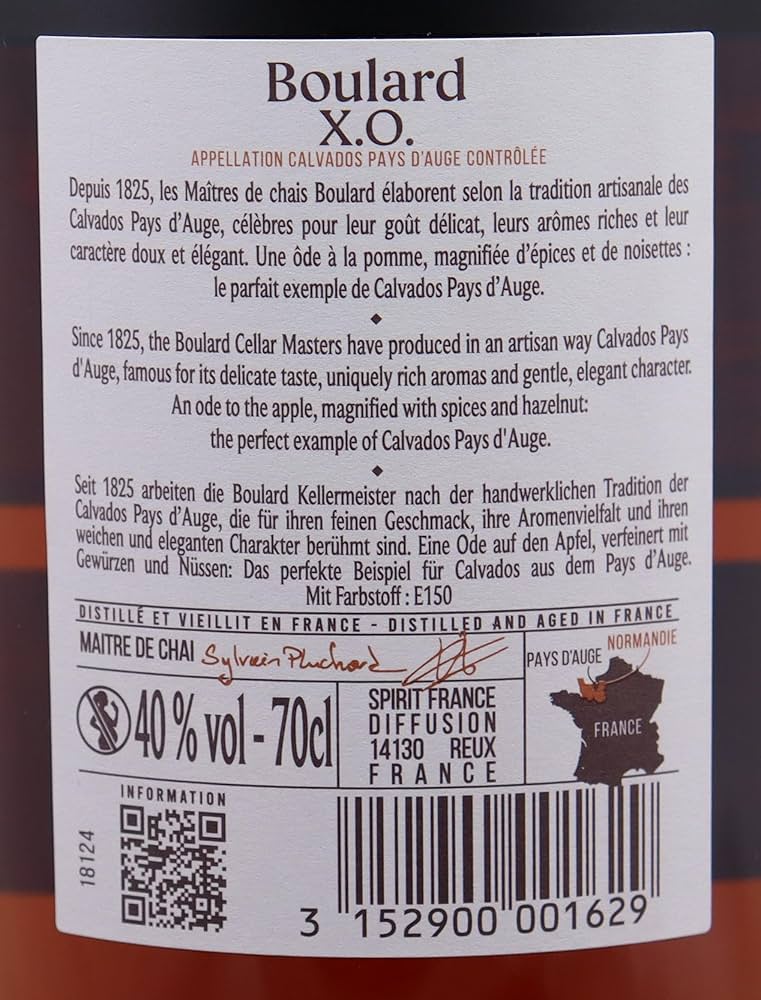 Boulard
X.O.
APPELLATION CALVADOS PAYS D'AUGE CONTRÔLÉE
Depuis 1825, les Maîtres de chais Boulard élaborent selon la tradition artisanale des
Calvados Pays d'Auge, célèbres pour leur goût délicat, leurs arômes riches et leur
caractère doux et élégant. Une ôde à la pomme, magnifiée d'épices et de noisettes :
le parfait exemple de Calvados Pays d'Auge.
Since 1825, the Boulard Cellar Masters have produced in an artisan way Calvados Pays
d'Auge, famous for its delicate taste, uniquely rich aromas and gentle, elegant character.
An ode to the apple, magnified with spices and hazelnut:
the perfect example of Calvados Pays d'Auge.
Seit 1825 arbeiten die Boulard Kellermeister nach der handwerklichen Tradition der
Calvados Pays d'Auge, die für ihren feinen Geschmack, ihre Aromenvielfalt und ihren
weichen und eleganten Charakter berühmt sind. Eine Ode auf den Apfel, verfeinert mit
Gewürzen und Nüssen: Das perfekte Beispiel für Calvados aus dem Pays d'Auge.
Mit Farbstoff : E150
DISTILLÉ ET VIEILLIT EN FRANCE - DISTILLED AND AGED IN FRANCE
MAITRE DE CHAI
NORMANDIE
PAYS D'AUGE
FRANCE
40 % vol - 70cl
SPIRIT FRANCE
DIFFUSION
14130 REUX
FRANCE
INFORMATION
18124
3 152900 001629